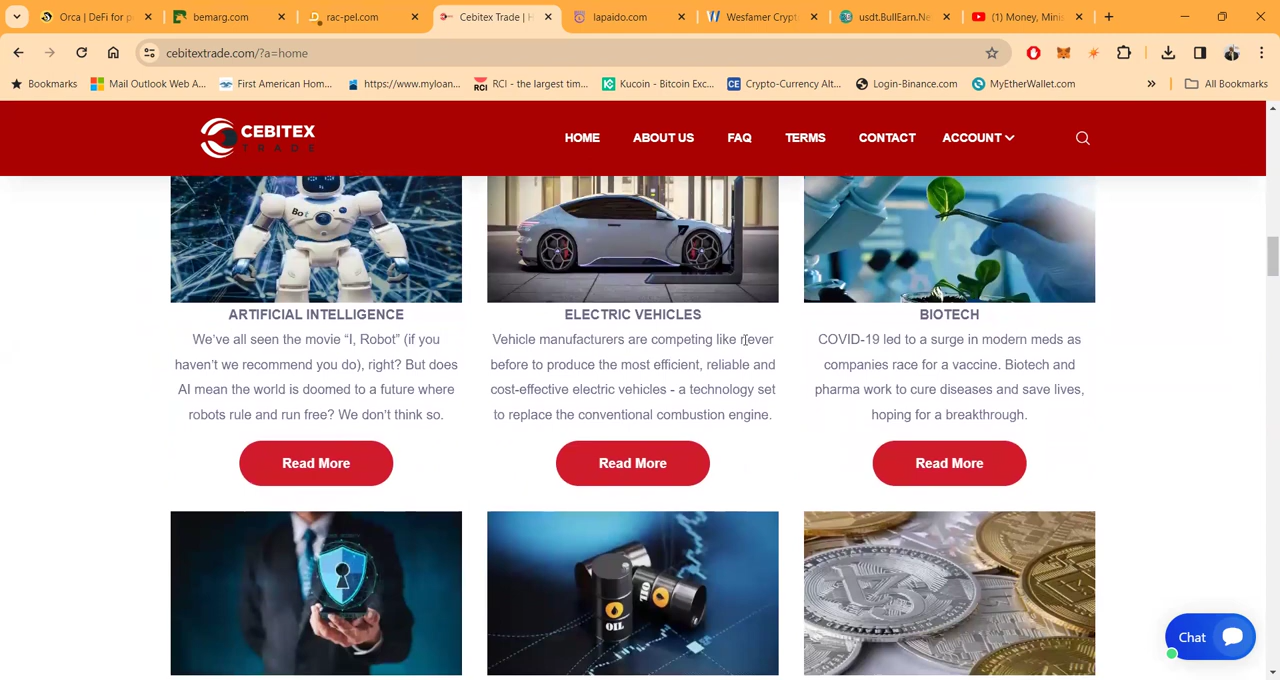 Orca | DeFi for p
bemarg.com
rac-pel.com
Cebitex Trade | H
lapaido.com
Wesfamer Crypt
usdt.BullEarn.Ne
(1) Money, Minis
cebitextrade.com/?a=home
Bookmarks
Mail Outlook Web A...
First American Hom...
https://www.myloan...
RCI
RCI - the largest tim...
Kucoin - Bitcoin Exc...
CE
Crypto-Currency Alt...
Login-Binance.com
MyEtherWallet.com
»
All Bookmarks
CEBITEX
TRADE
HOME
ABOUT US
FAQ
TERMS
CONTACT
ACCOUNT
Bot
ARTIFICIAL INTELLIGENCE
We’ve all seen the movie “I, Robot” (if you
haven’t we recommend you do), right? But does
AI mean the world is doomed to a future where
robots rule and run free? We don’t think so.
Read More
ELECTRIC VEHICLES
Vehicle manufacturers are competing like never
before to produce the most efficient, reliable and
cost-effective electric vehicles - a technology set
to replace the conventional combustion engine.
Read More
BIOTECH
COVID-19 led to a surge in modern meds as
companies race for a vaccine. Biotech and
pharma work to cure diseases and save lives,
hoping for a breakthrough.
Read More
OIL
OIL
Chat